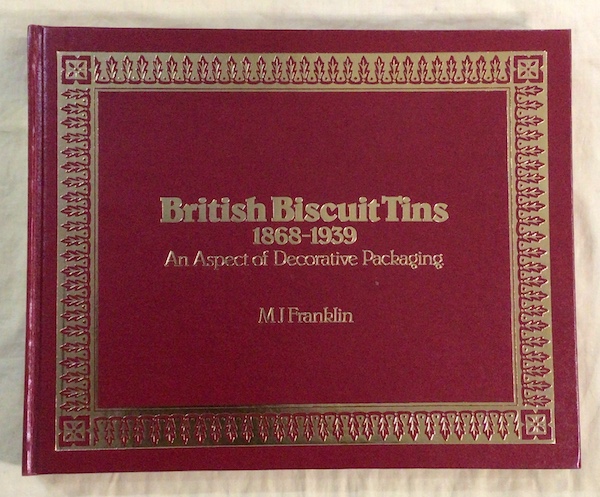 British Biscuit Tins
1868-1939
An Aspect of Decorative Packaging
M J Franklin